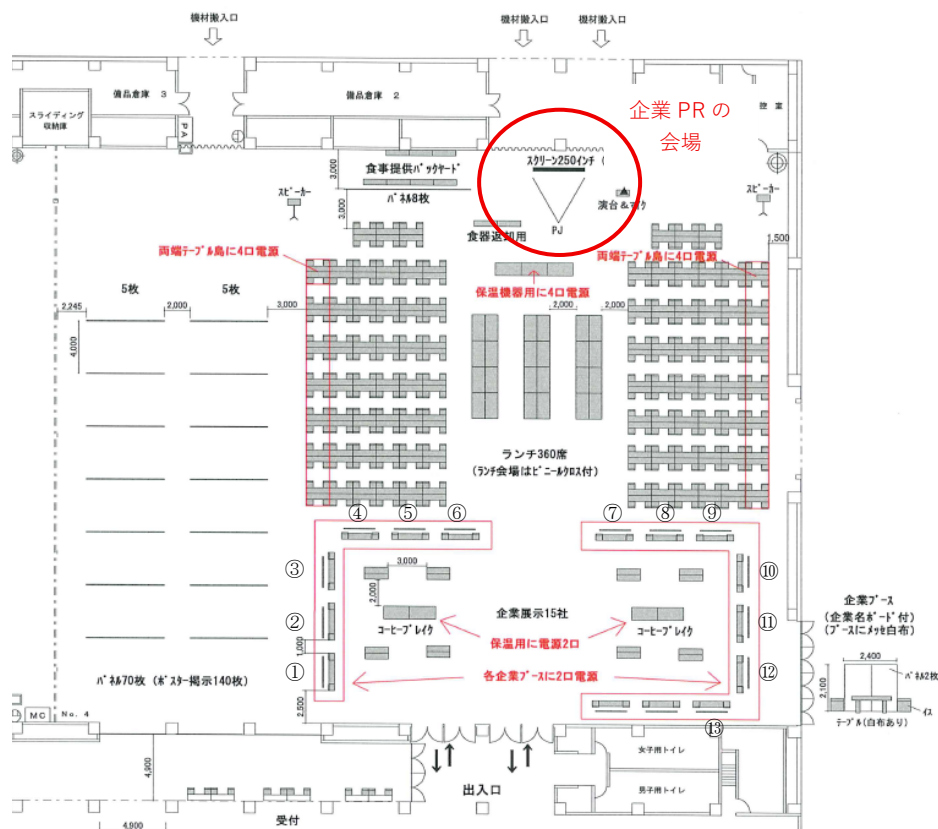 機材搬入口
機材搬入口
機材搬入口
備品倉庫 3
備品倉庫 2
企業 PR の
会場
控室
スライディング
収納庫
PA
スクリーン250インチ (
食事提供バックヤード
3,000
パネル8枚
3,000
スピーカー
演台&マイク
スピーカー
食器返却用
PJ
1,500
両端テーブル島に4口電源
両端テーブル島に4口電源
保温機器用に4口電源
5枚
5枚
2,245
2,000
3,000
2,000
2,000
4,000
ランチ360席
(ランチ会場はビニールクロス付)
④
⑤
⑥
⑦
⑧
⑨
③
②
①
⑩
⑪
⑫
⑬
3,000
2,000
企業展示15社
コーヒーブレイク
コーヒーブレイク
保温用に電源2口
各企業ブースに2口電源
1,000
2,500
パネル70枚 (ポスター掲示140枚)
企業ブース
(企業名ボード付)
(ブースにメッセ白布)
2,400
2,100
パネル2枚
イス
テーブル(白布あり)
MC
No. 4
4,900
4,900
受付
出入口
女子用トイレ
男子用トイレ